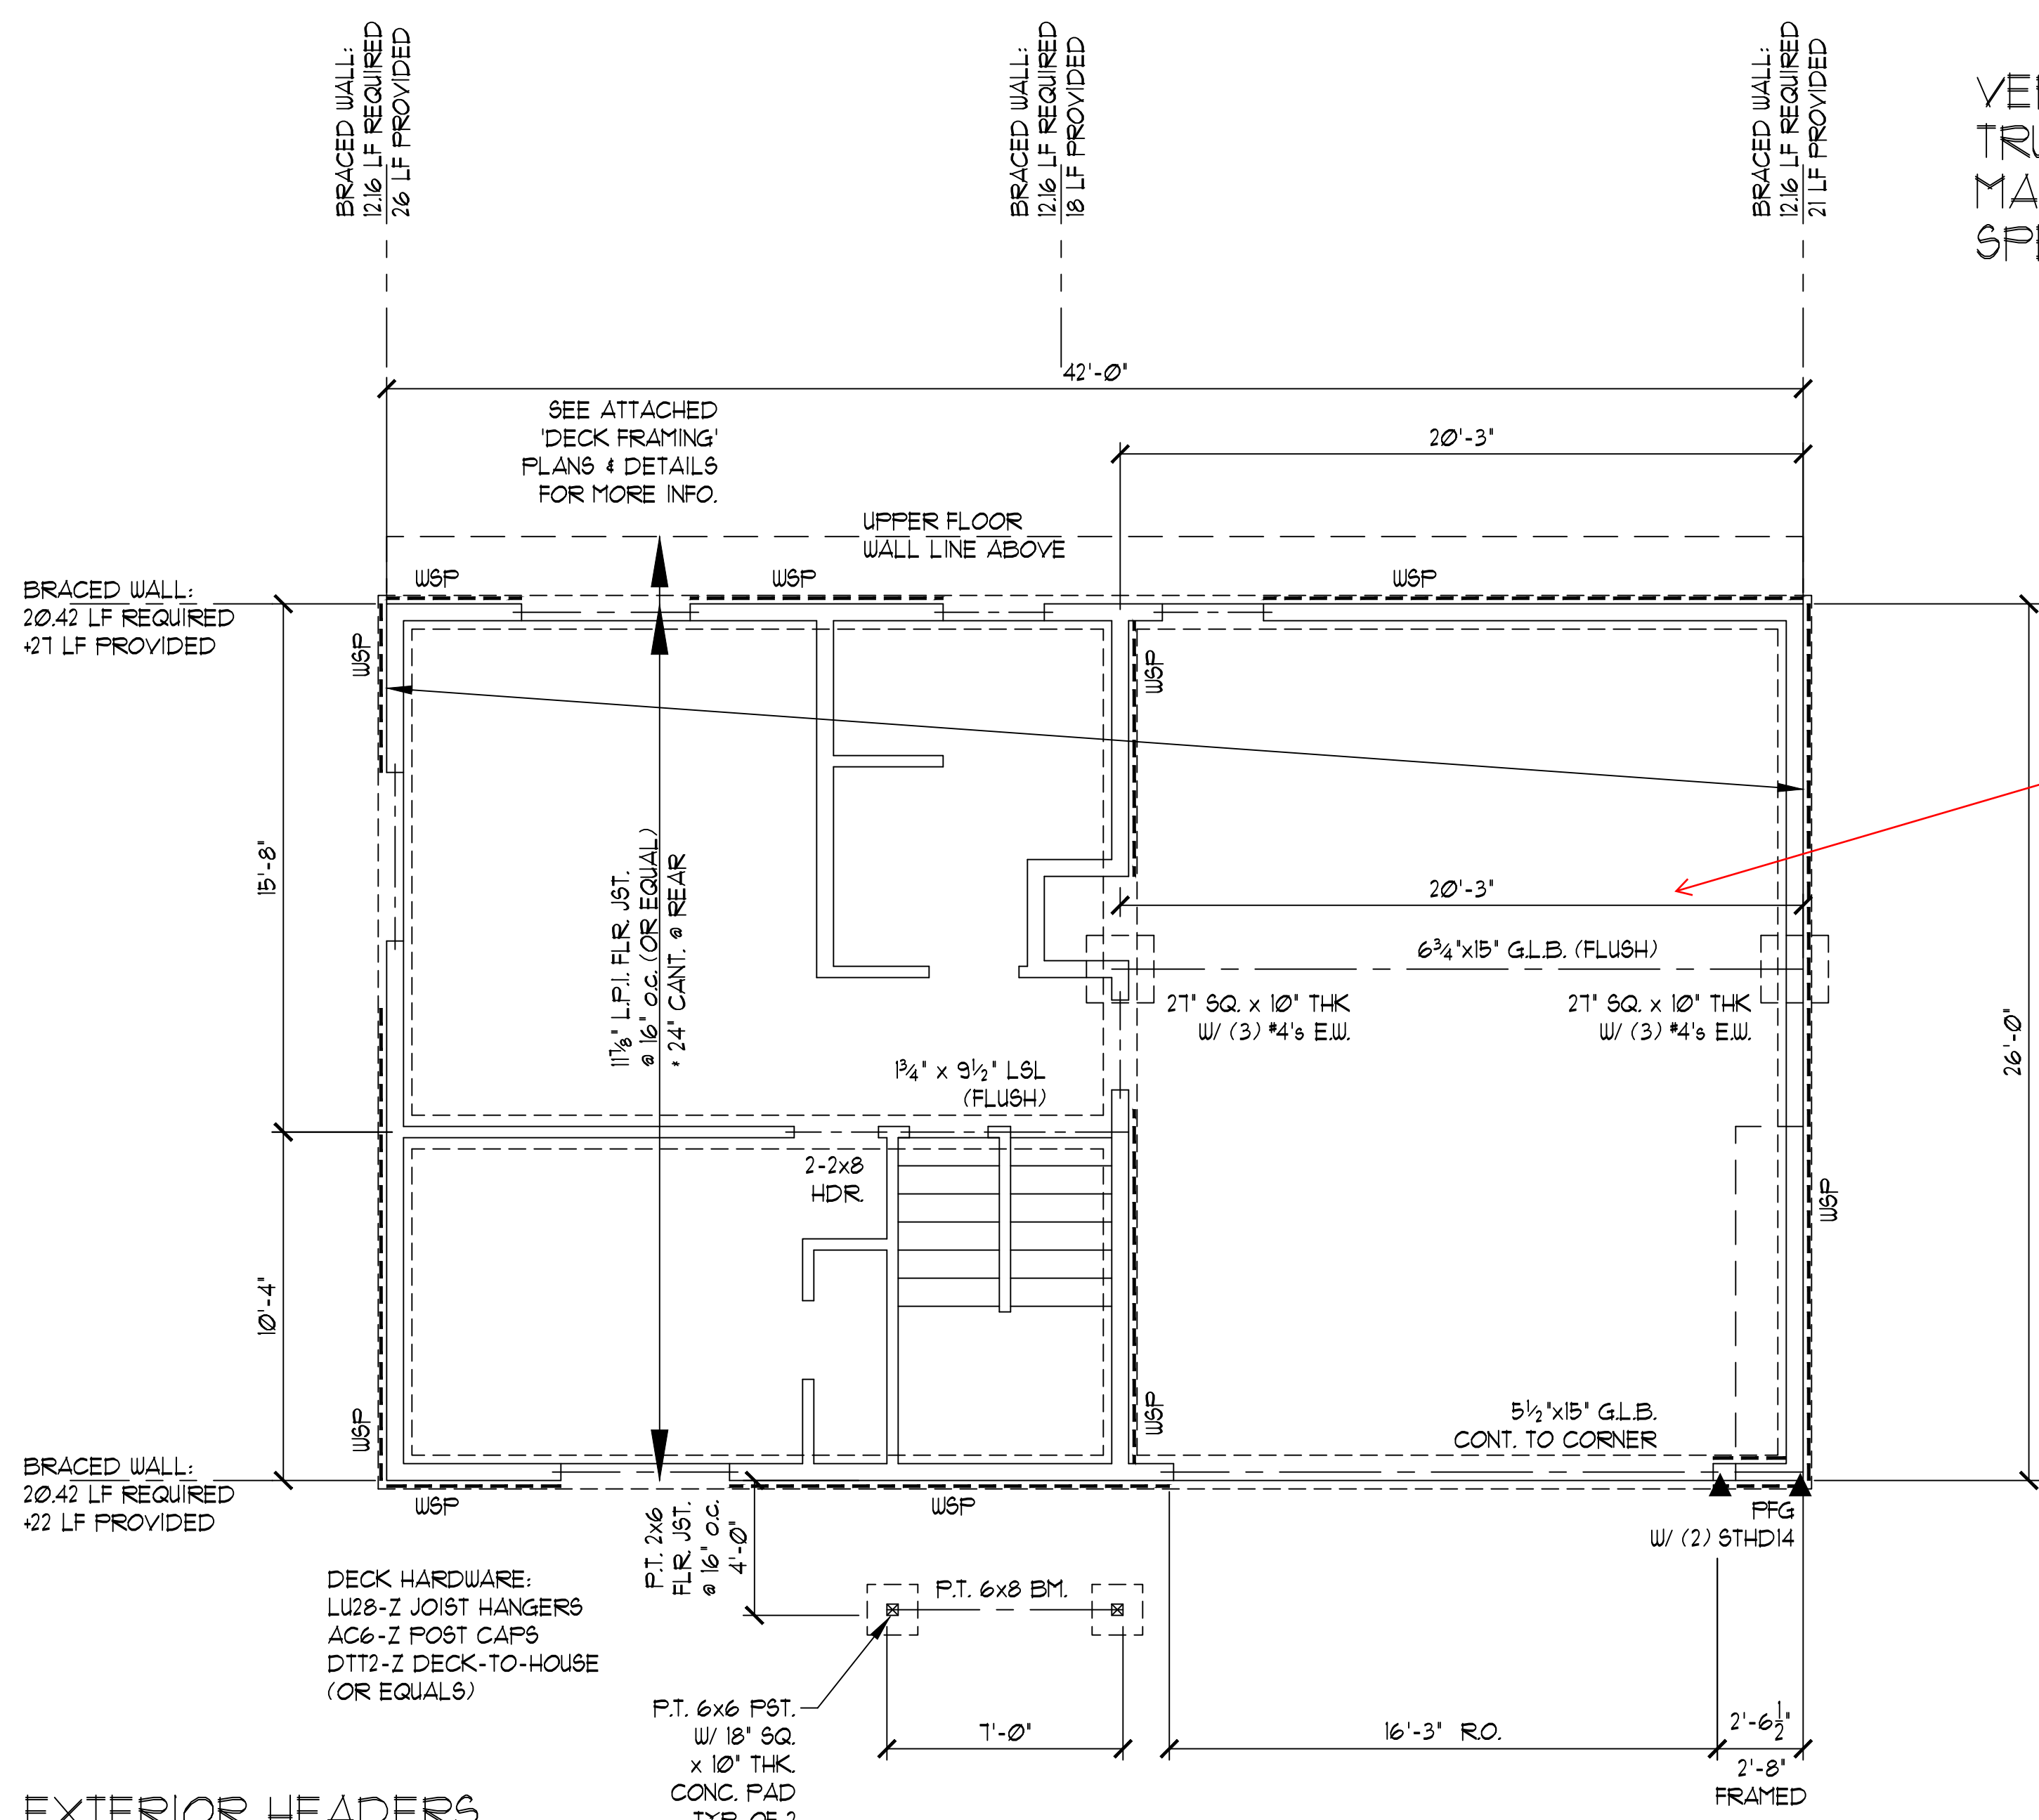 BRACED WALL:
12.16 LF REQUIRED
26 LF PROVIDED
BRACED WALL:
12.16 LF REQUIRED
18 LF PROVIDED
BRACED WALL:
12.16 LF REQUIRED
21 LF PROVIDED
42'-0"
SEE ATTACHED
'DECK FRAMING'
PLANS & DETAILS
FOR MORE INFO.
20'-3"
UPPER FLOOR
WALL LINE ABOVE
WSP
WSP
WSP
BRACED WALL:
20.42 LF REQUIRED
+27 LF PROVIDED
WSP
WSP
15'-8"
11⅞" L.P.I. FLR. JST.
@ 16" O.C. (OR EQUAL)
* 24" CANT. @ REAR
20'-3"
6¾"x15" G.L.B. (FLUSH)
27" SQ. x 10" THK
W/ (3) #4's E.W.
27" SQ. x 10" THK
W/ (3) #4's E.W.
26'-0"
1¾" x 9½" LSL
(FLUSH)
2-2x8
HDR.
WSP
10'-4"
WSP
WSP
5½"x15" G.L.B.
CONT. TO CORNER
BRACED WALL:
20.42 LF REQUIRED
+22 LF PROVIDED
WSP
WSP
P.T. 2x6
FLR. JST.
@ 16" O.C.
4'-0"
PFG
W/ (2) STHD14
DECK HARDWARE:
LU28-Z JOIST HANGERS
AC6-Z POST CAPS
DTT2-Z DECK-TO-HOUSE
(OR EQUALS)
P.T. 6x8 BM.
P.T. 6x6 PST.
W/ 18" SQ.
x 10" THK.
CONC. PAD
TYP. OF 2
7'-0"
16'-3" R.O.
2'-6½"
2'-8"
FRAMED
EXTERIOR HEADERS